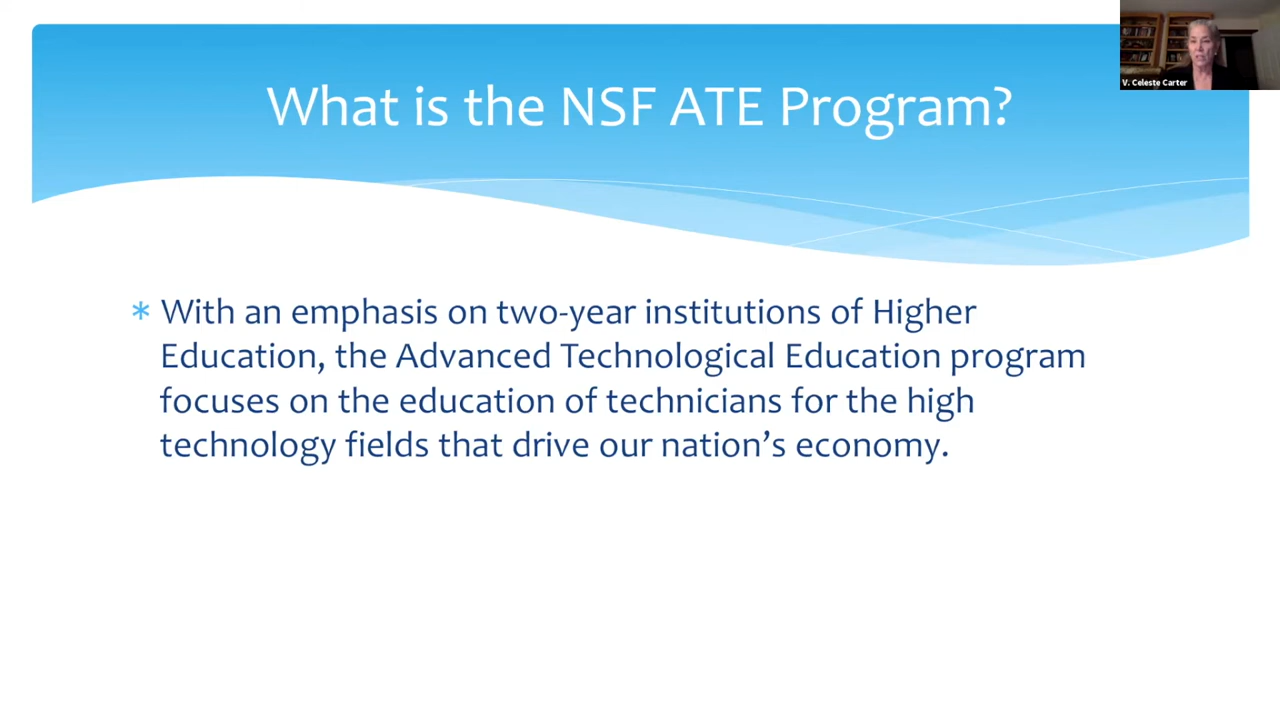 What is the NSF ATE Program?
V. Celeste Carter
* With an emphasis on two-year institutions of Higher
Education, the Advanced Technological Education program
focuses on the education of technicians for the high
technology fields that drive our nation’s economy.